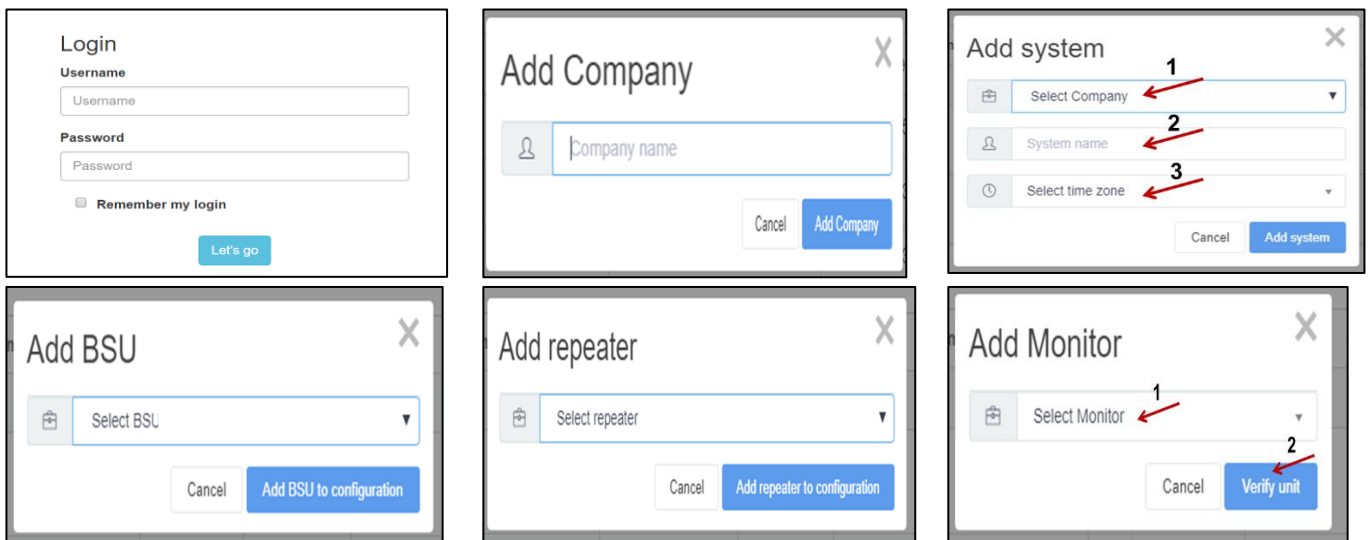 Login
Username
Username
Password
Password
Remember my login
Let's go
Add Company
X
Company name
Cancel
Add Company
Add system
1
Select Company
2
System name
3
Select time zone
Cancel
Add system
Add BSU
X
Select BSU
Cancel
Add BSU to configuration
Add repeater
X
Select repeater
Cancel
Add repeater to configuration
Add Monitor
X
1
Select Monitor
2
Cancel
Verify unit